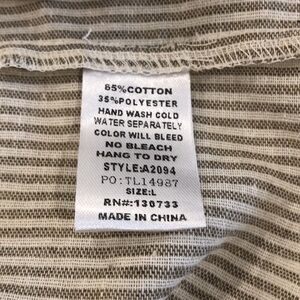 65%COTTON
35%POLYESTER
HAND WASH COLD
WATER SEPARATELY
COLOR WILL BLEED
NO BLEACH
HANG TO DRY
STYLE:A2094
PO:TL14987
SIZE:L
RN#:130733
MADE IN CHINA